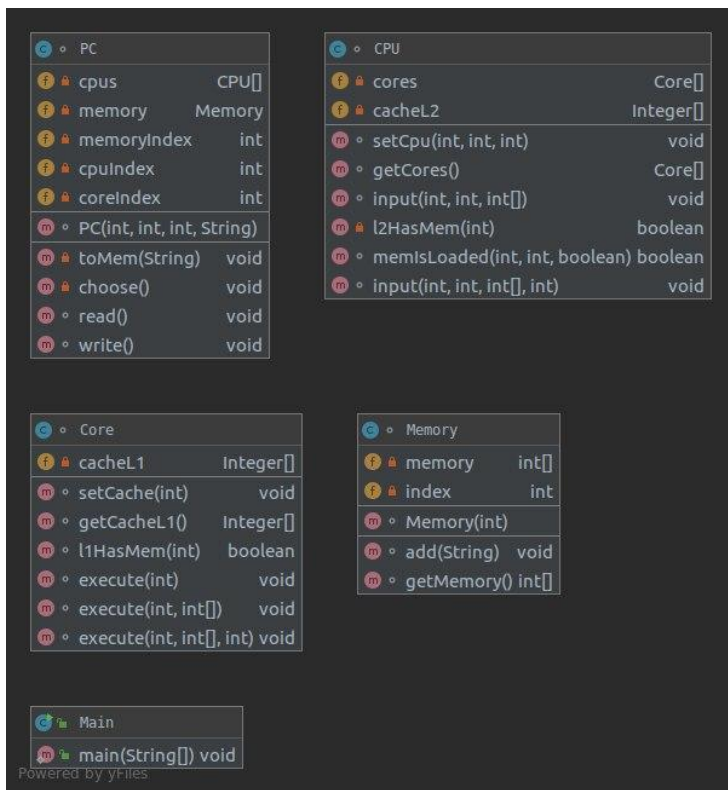 PC
cpus CPU[]
memory Memory
memoryIndex int
cpuIndex int
coreIndex int
PC(int, int, int, String)
toMem(String) void
choose() void
read() void
write() void
CPU
cores Core[]
cacheL2 Integer[]
setCpu(int, int, int) void
getCores() Core[]
input(int, int, int[]) void
l2HasMem(int) boolean
memIsLoaded(int, int, boolean) boolean
input(int, int, int[], int) void
Core
cacheL1 Integer[]
setCache(int) void
getCacheL1() Integer[]
l1HasMem(int) boolean
execute(int) void
execute(int, int[]) void
execute(int, int[], int) void
Memory
memory int[]
index int
Memory(int)
add(String) void
getMemory() int[]
Main
main(String[]) void
Powered by yFiles